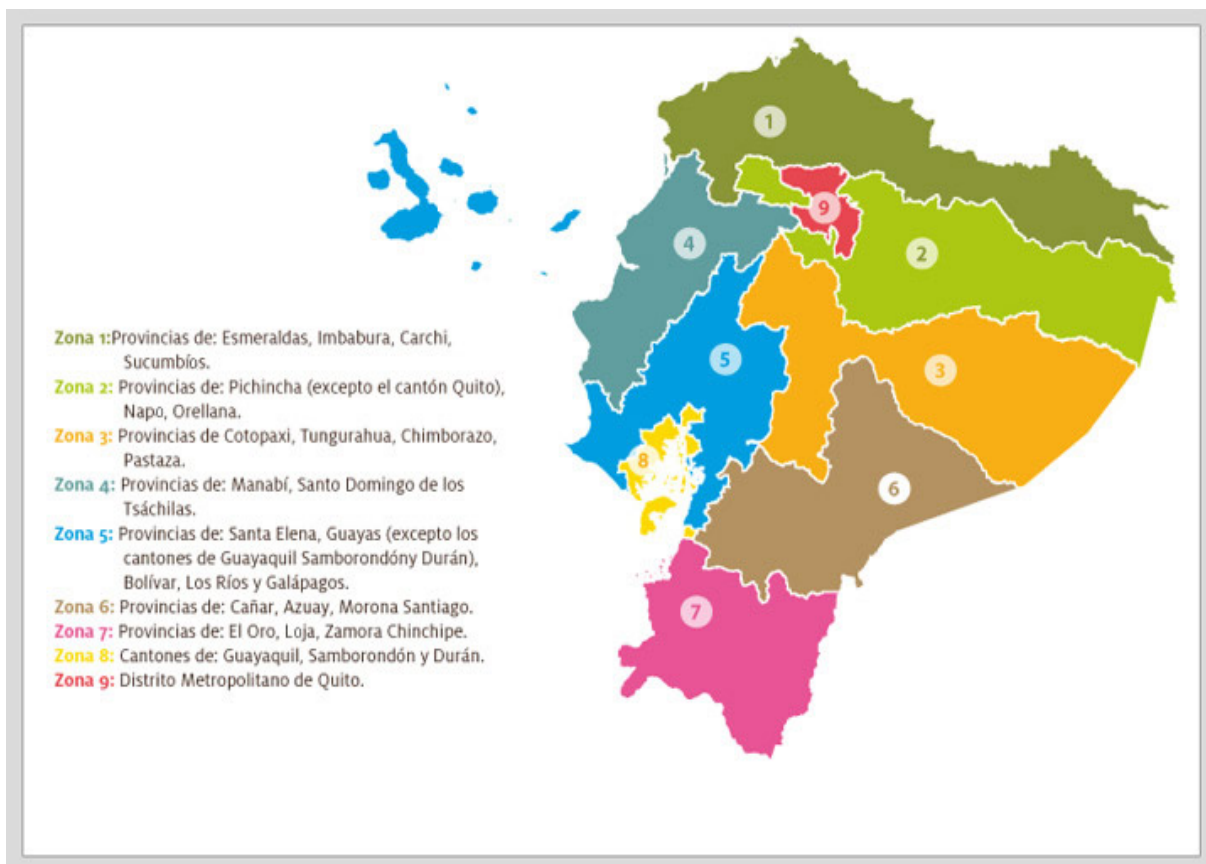 Zona 1:Provincias de: Esmeraldas, Imbabura, Carchi,
Sucumbíos.
Zona 2: Provincias de: Pichincha (excepto el cantón Quito),
Napo, Orellana.
Zona 3: Provincias de Cotopaxi, Tungurahua, Chimborazo,
Pastaza.
Zona 4: Provincias de: Manabí, Santo Domingo de los
Tsáchilas.
Zona 5: Provincias de: Santa Elena, Guayas (excepto los
cantones de Guayaquil Samborondóny Durán),
Bolívar, Los Ríos y Galápagos.
Zona 6: Provincias de: Cañar, Azuay, Morona Santiago.
Zona 7: Provincias de: El Oro, Loja, Zamora Chinchipe.
Zona 8: Cantones de: Guayaquil, Samborondón y Durán.
Zona 9: Distrito Metropolitano de Quito.
1
9
4
2
5
3
8
6
7